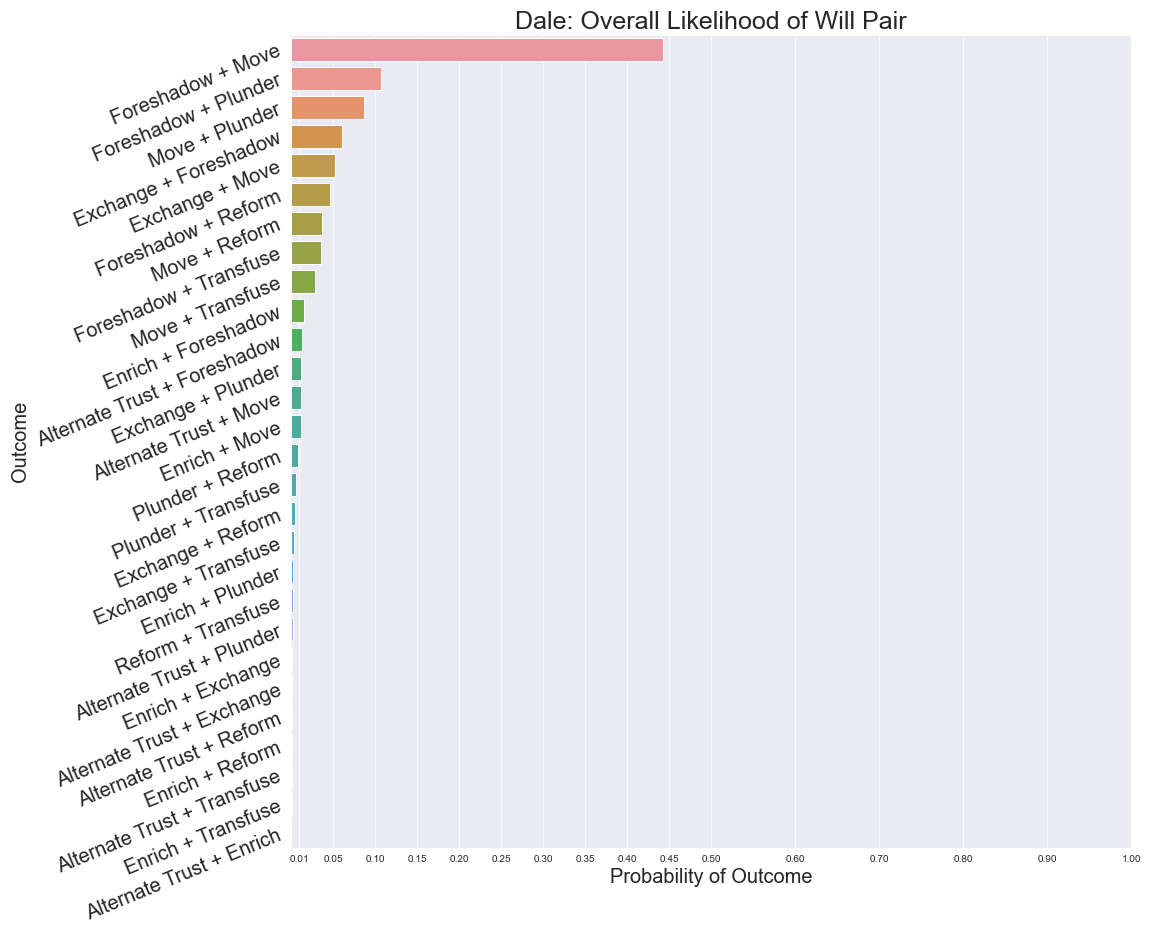 Dale: Overall Likelihood of Will Pair
Foreshadow + Move
Foreshadow + Plunder
Move + Plunder
Exchange + Foreshadow
Exchange + Move
Foreshadow + Reform
Move + Reform
Foreshadow + Transfuse
Move + Transfuse
Enrich + Foreshadow
Alternate Trust + Foreshadow
Exchange + Plunder
Alternate Trust + Move
Enrich + Move
Plunder + Reform
Plunder + Transfuse
Exchange + Reform
Exchange + Transfuse
Enrich + Plunder
Reform + Transfuse
Alternate Trust + Plunder
Enrich + Exchange
Alternate Trust + Exchange
Alternate Trust + Reform
Enrich + Reform
Alternate Trust + Transfuse
Enrich + Transfuse
Alternate Trust + Enrich
Outcome
0.01 0.05 0.10 0.15 0.20 0.25 0.30 0.35 0.40 0.45 0.50 0.60 0.70 0.80 0.90 1.00
Probability of Outcome